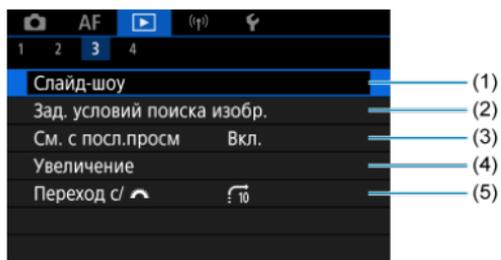 AF
1 2 3 4
Слайд-шоу (1)
Зад. условий поиска изобр. (2)
См. с посл.просм Вкл. (3)
Увеличение (4)
Переход с/ 10 (5)